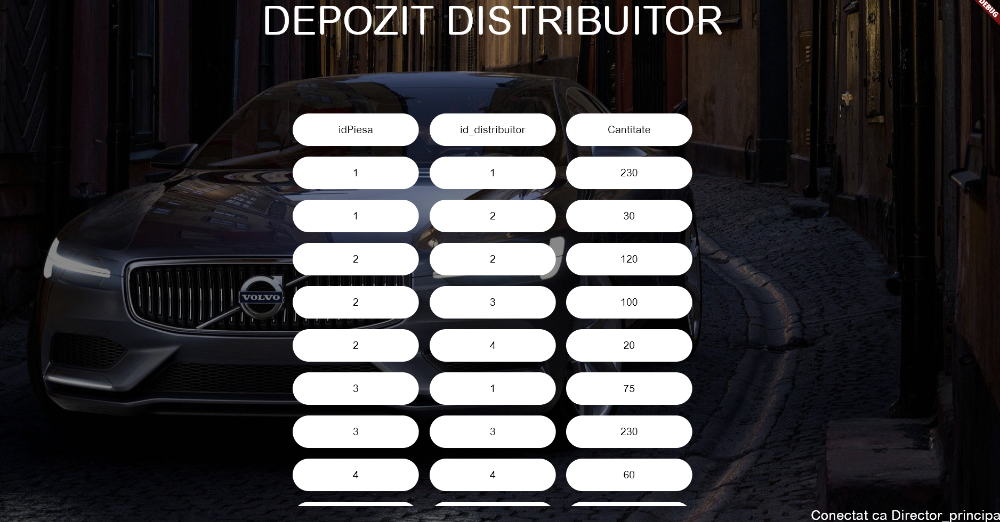 DEPOZIT DISTRIBUITOR
DEBUG
idPiesa id_distribuitor Cantitate
1 1 230
1 2 30
2 2 120
2 3 100
2 4 20
3 1 75
3 3 230
4 4 60
VOLVO
Conectat ca Director_principa